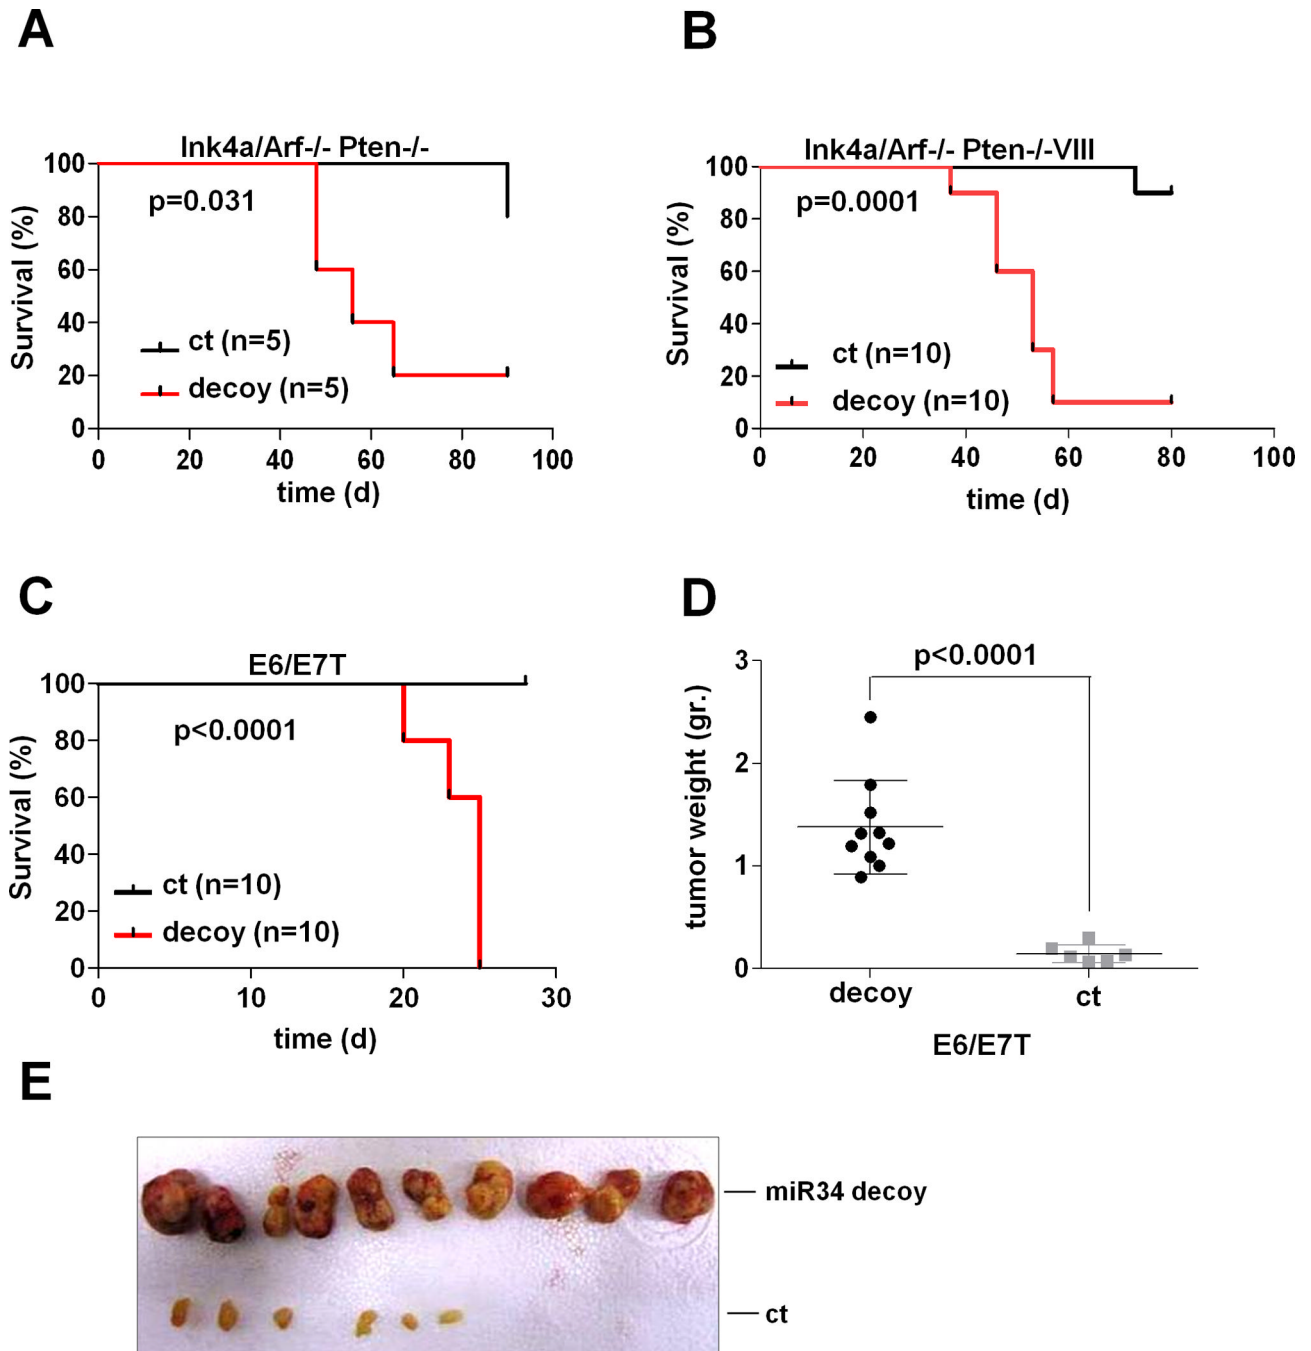 A
Ink4a/Arf-/- Pten-/-
p=0.031
Survival (%)
100
80
60
40
20
0
ct (n=5)
decoy (n=5)
0 20 40 60 80 100
time (d)
B
Ink4a/Arf-/- Pten-/-VIII
p=0.0001
Survival (%)
100
80
60
40
20
0
ct (n=10)
decoy (n=10)
0 20 40 60 80 100
time (d)
C
E6/E7T
p<0.0001
Survival (%)
100
80
60
40
20
0
ct (n=10)
decoy (n=10)
0 10 20 30
time (d)
D
p<0.0001
tumor weight (gr.)
3
2
1
0
decoy ct
E6/E7T
E
miR34 decoy
ct